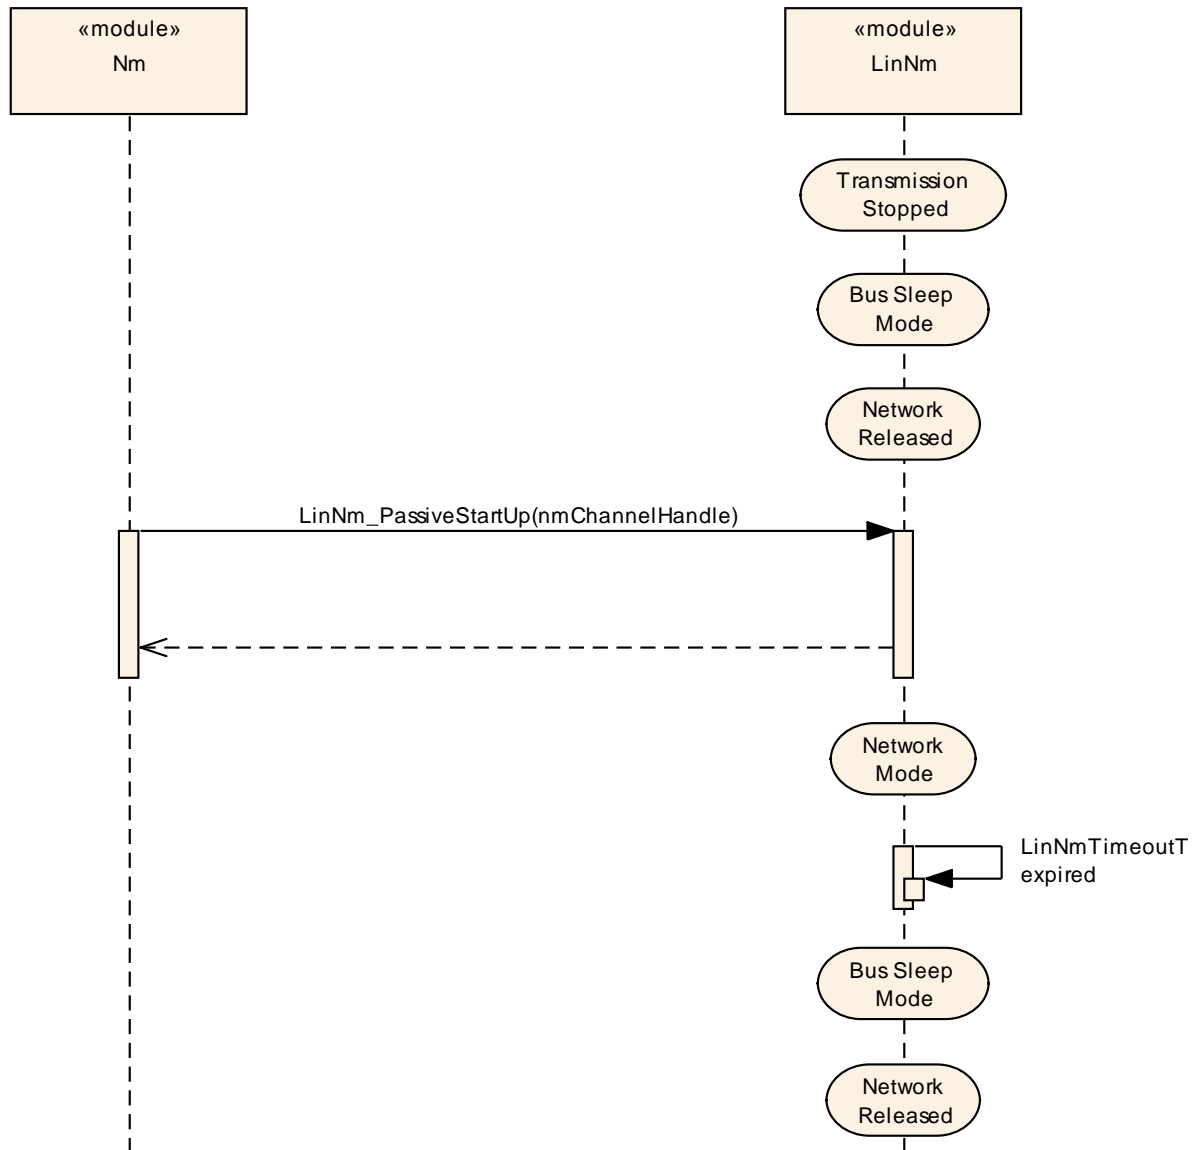 «module»
Nm
«module»
LinNm
Transmission
Stopped
Bus Sleep
Mode
Network
Released
LinNm_PassiveStartUp(nmChannelHandle)
Network
Mode
LinNmTimeoutT
expired
Bus Sleep
Mode
Network
Released